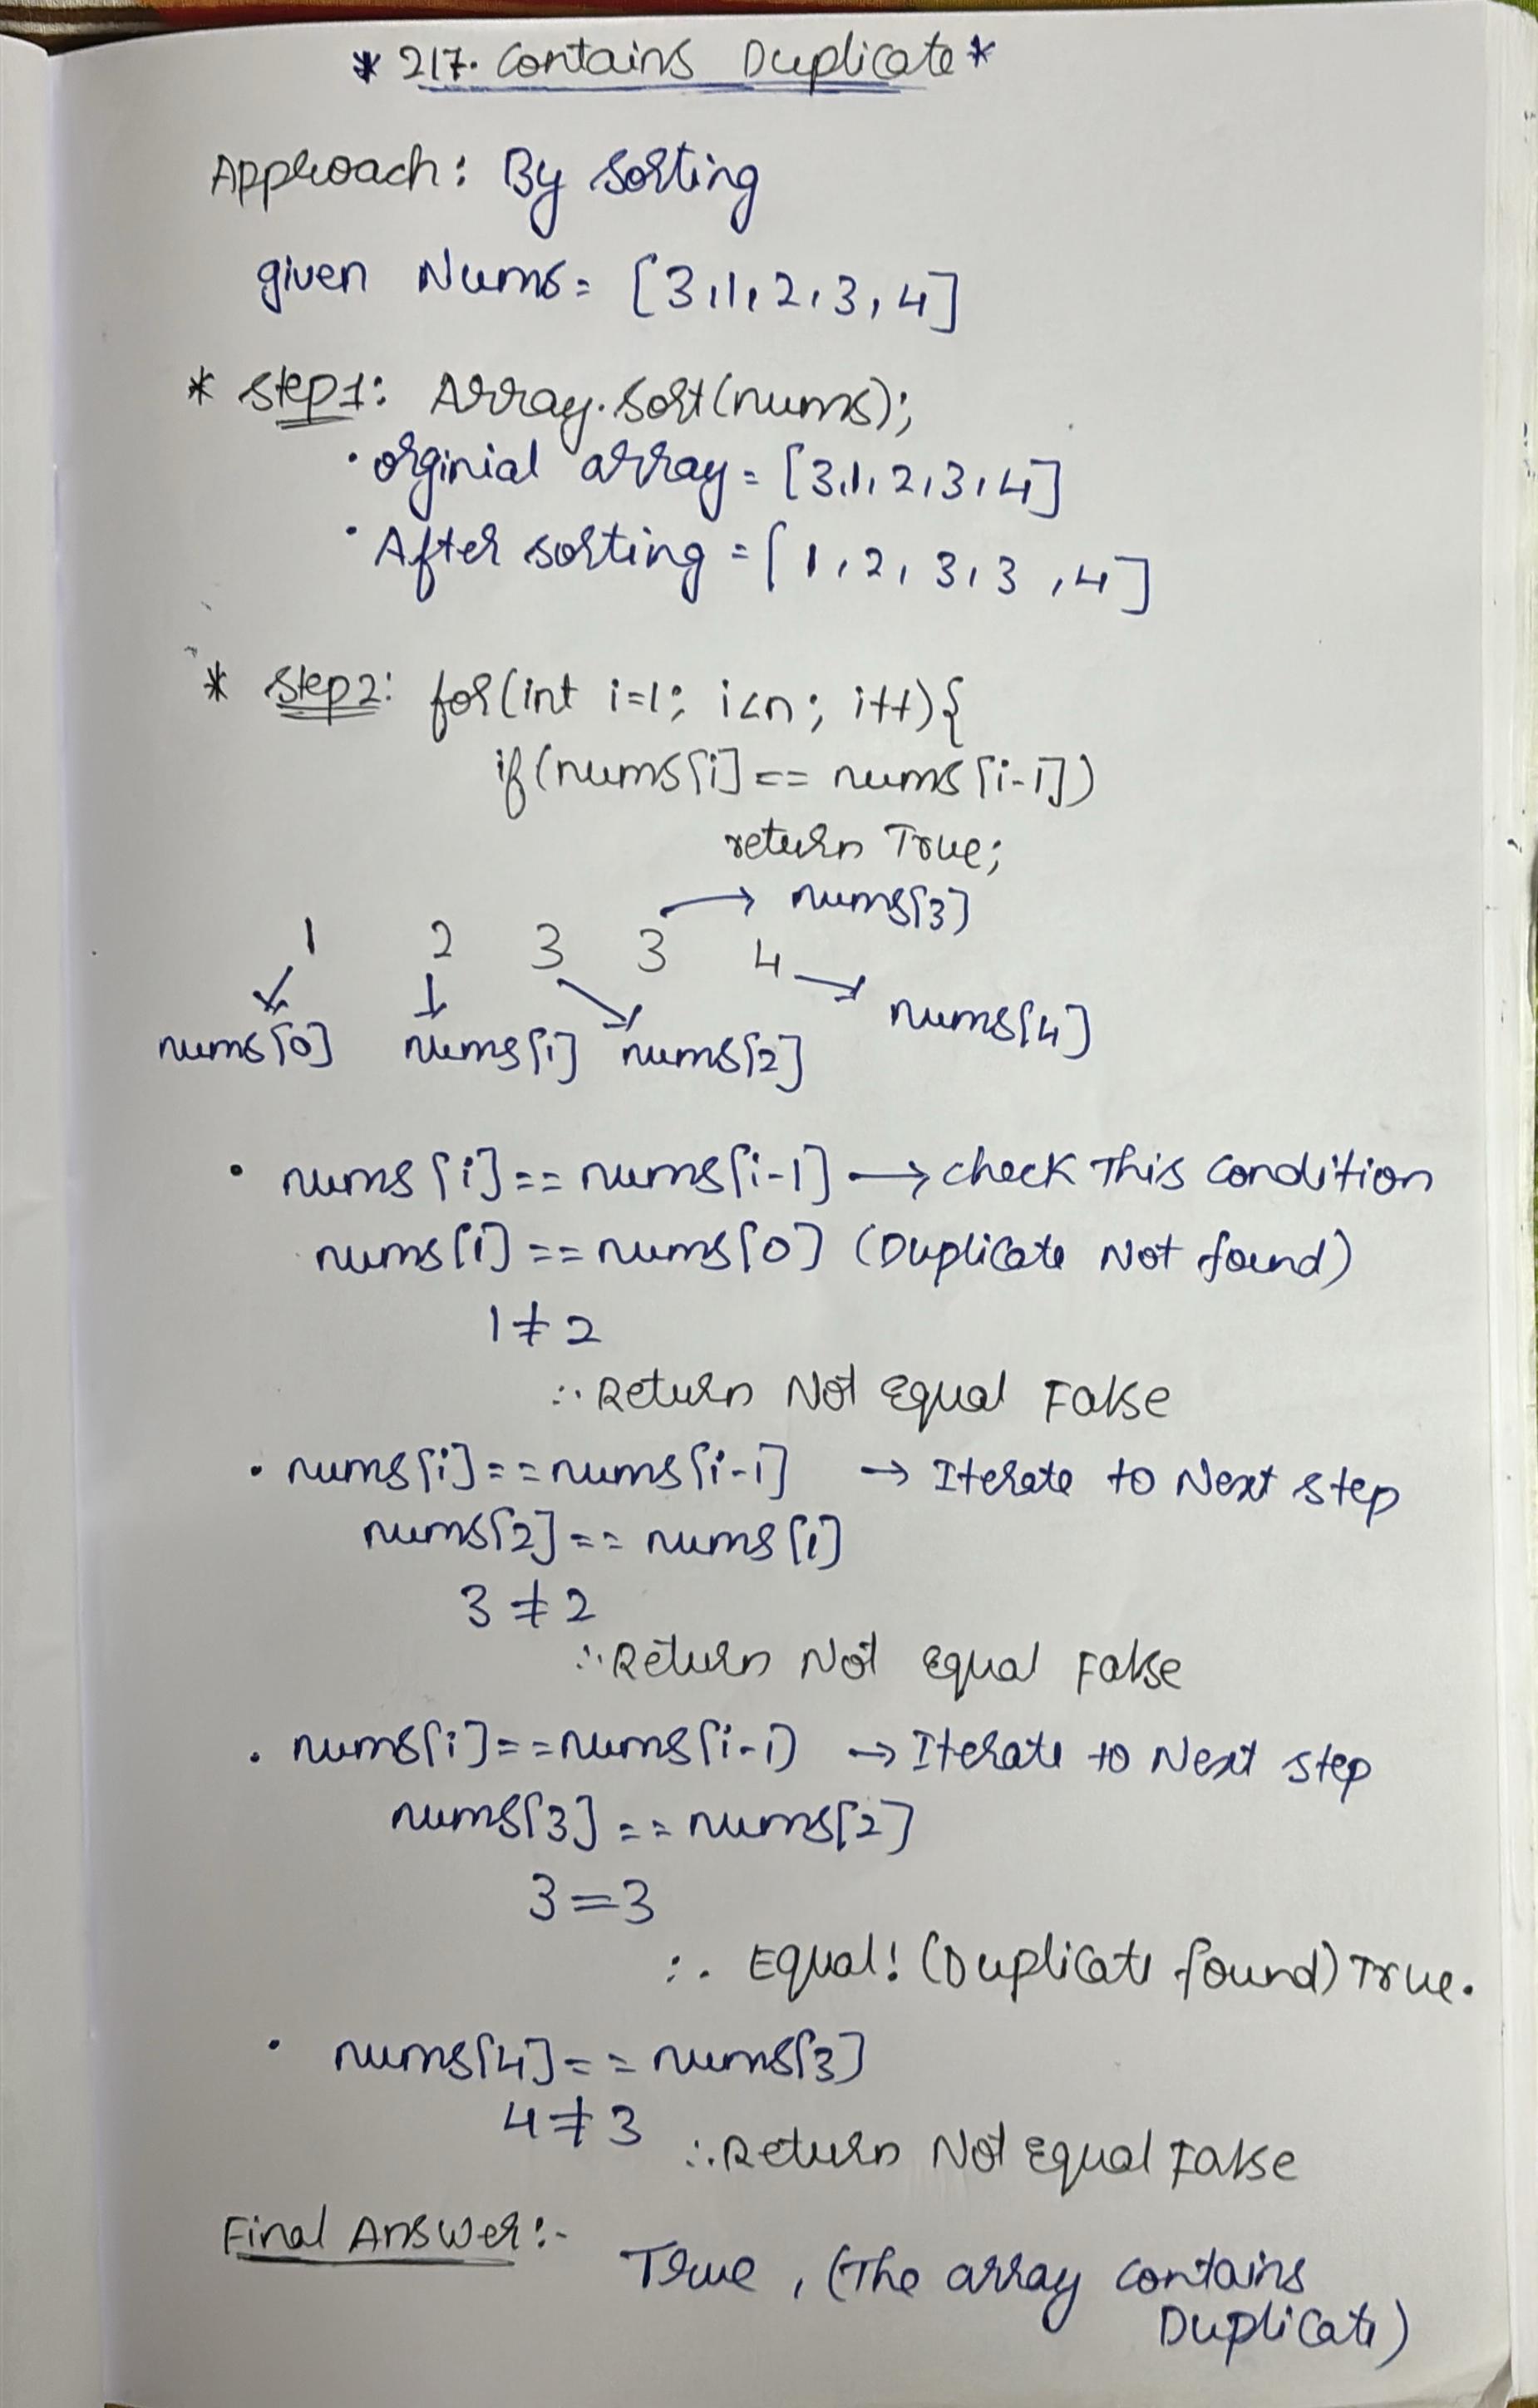 * 217. Contains Duplicate *
Approach: By Sorting
given Nums= [3,1,2,3,4]
* Step1: Array.sort(nums);
• orginial array = [3,1,2,3,4]
• After sorting = [1,2,3,3,4]
* Step2: for(int i=1; i<n; i++){
if(nums[i]== nums[i-1])
return True;
→ nums[3]
1 2 3 3 4
nums[0] nums[1] nums[2] nums[4]
• nums[i]==nums[i-1] → check This Condition
nums[1]==nums[0] (Duplicate Not found)
1≠2
∴ Return Not Equal False
• nums[i]==nums[i-1] → Iterate to Next step
nums[2]== nums[1]
3≠2
∴ Return Not Equal False
• nums[i]==nums[i-1) → Iterate to Next step
nums[3]==nums[2]
3=3
∴ Equal! (Duplicate found) True.
• nums[4]==nums[3]
4≠3 ∴ Return Not Equal False
Final Answer:-
True, (The array contains
Duplicate)